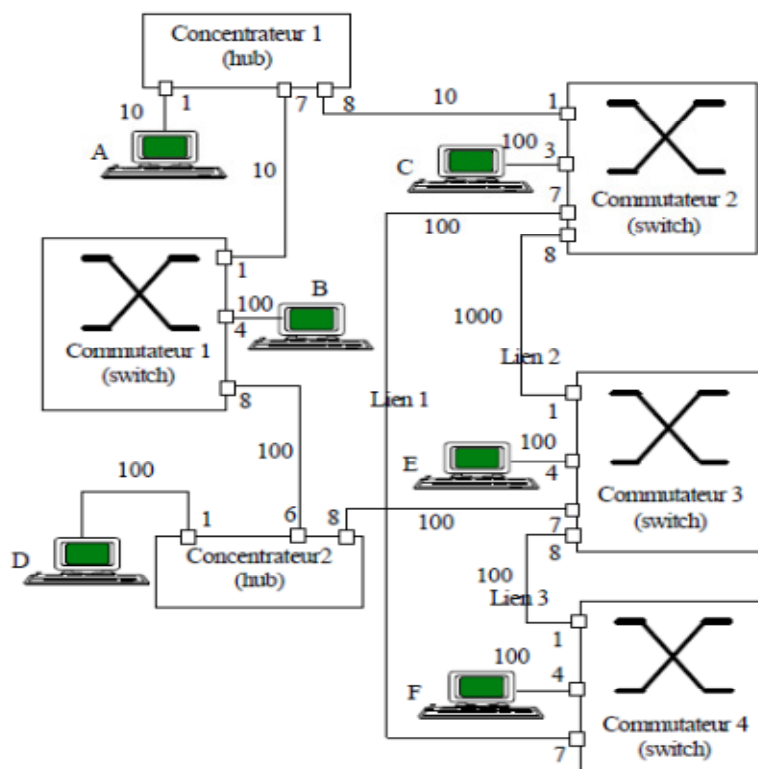 Concentrateur 1
(hub)
1
7
8
10
10
1
A
100
3
C
10
7
Commutateur 2
(switch)
100
8
1
B
100
4
1000
Commutateur 1
(switch)
Lien 2
8
1
Lien 1
100
E
4
100
100
Commutateur 3
(switch)
1
6
8
100
7
D
Concentrateur2
(hub)
8
100
Lien 3
1
100
4
F
Commutateur 4
(switch)
7